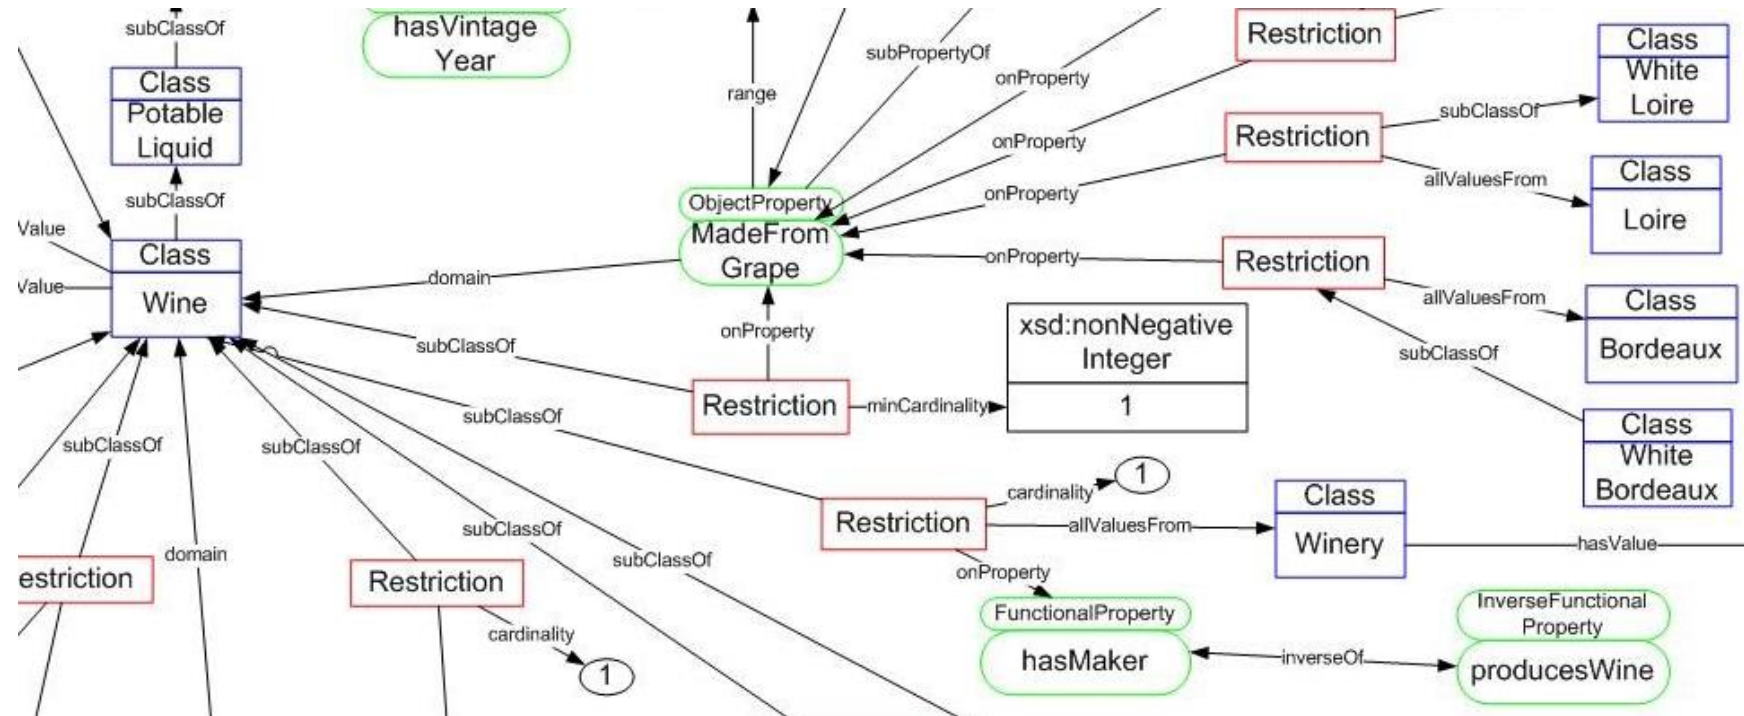 subClassOf
hasVintage
Year
Class
Potable
Liquid
subClassOf
Value
Class
Wine
Value
range
subPropertyOf
onProperty
onProperty
onProperty
onProperty
Restriction
Class
White
Loire
subClassOf
Restriction
allValuesFrom
Class
Loire
ObjectProperty
MadeFrom
Grape
domain
Restriction
allValuesFrom
Class
Bordeaux
subClassOf
onProperty
xsd:nonNegative
Integer
1
subClassOf
Restriction
minCardinality
Class
White
Bordeaux
subClassOf
subClassOf
subClassOf
subClassOf
subClassOf
domain
estriction
Restriction
cardinality
1
Restriction
cardinality
1
allValuesFrom
Class
Winery
hasValue
onProperty
FunctionalProperty
hasMaker
inverseOf
InverseFunctional
Property
producesWine